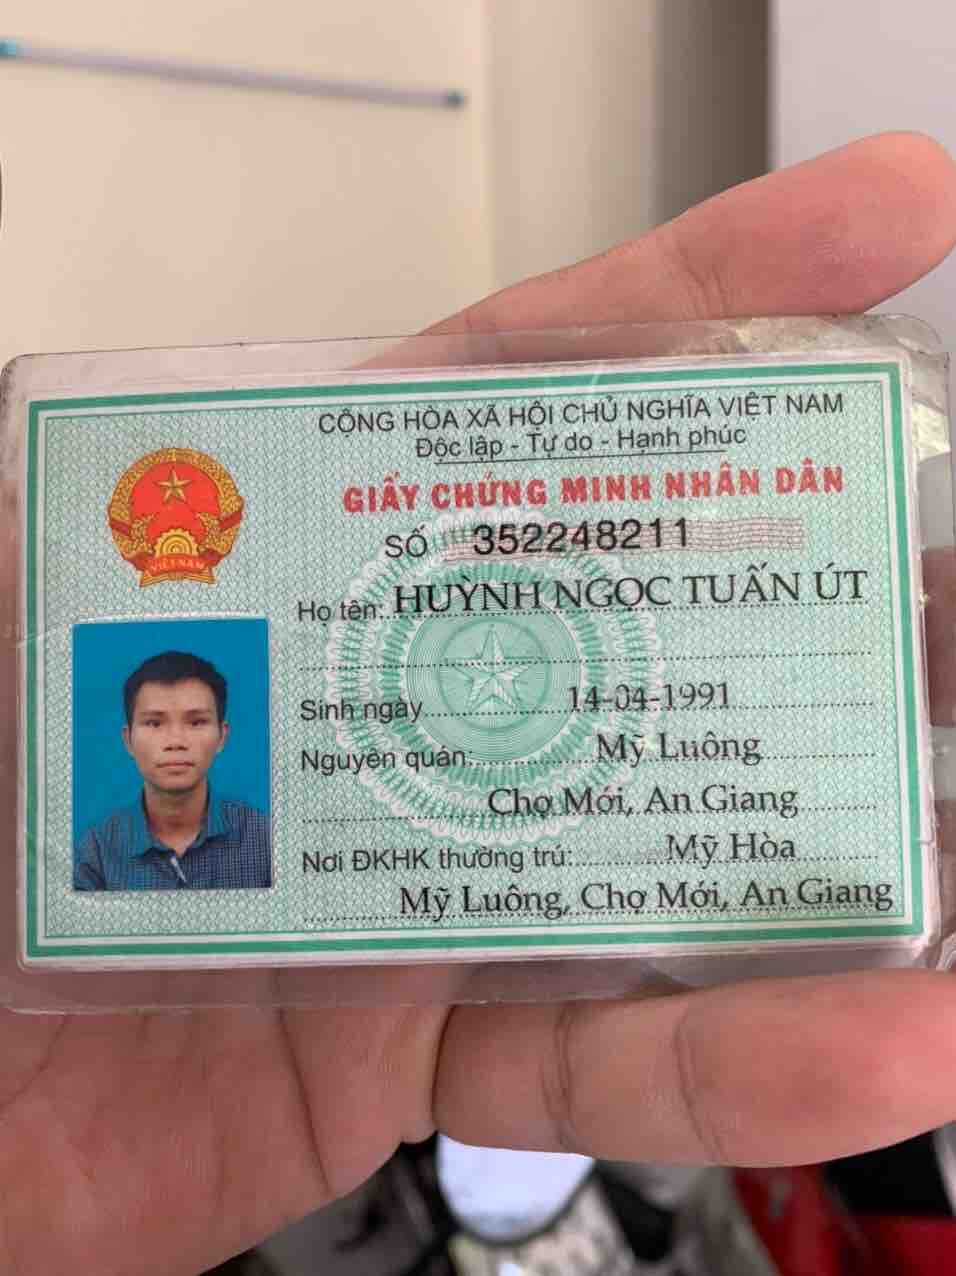 CỘNG HÒA XÃ HỘI CHỦ NGHĨA VIỆT NAM
Độc lập - Tự do - Hạnh phúc
GIẤY CHỨNG MINH NHÂN DÂN
SỐ 352248211
Họ tên: HUỲNH NGỌC TUẤN ÚT
Sinh ngày 14-04-1991
Nguyên quán: Mỹ Luông
Chợ Mới, An Giang
Nơi ĐKHK thường trú: Mỹ Hòa
Mỹ Luông, Chợ Mới, An Giang
VIỆT NAM